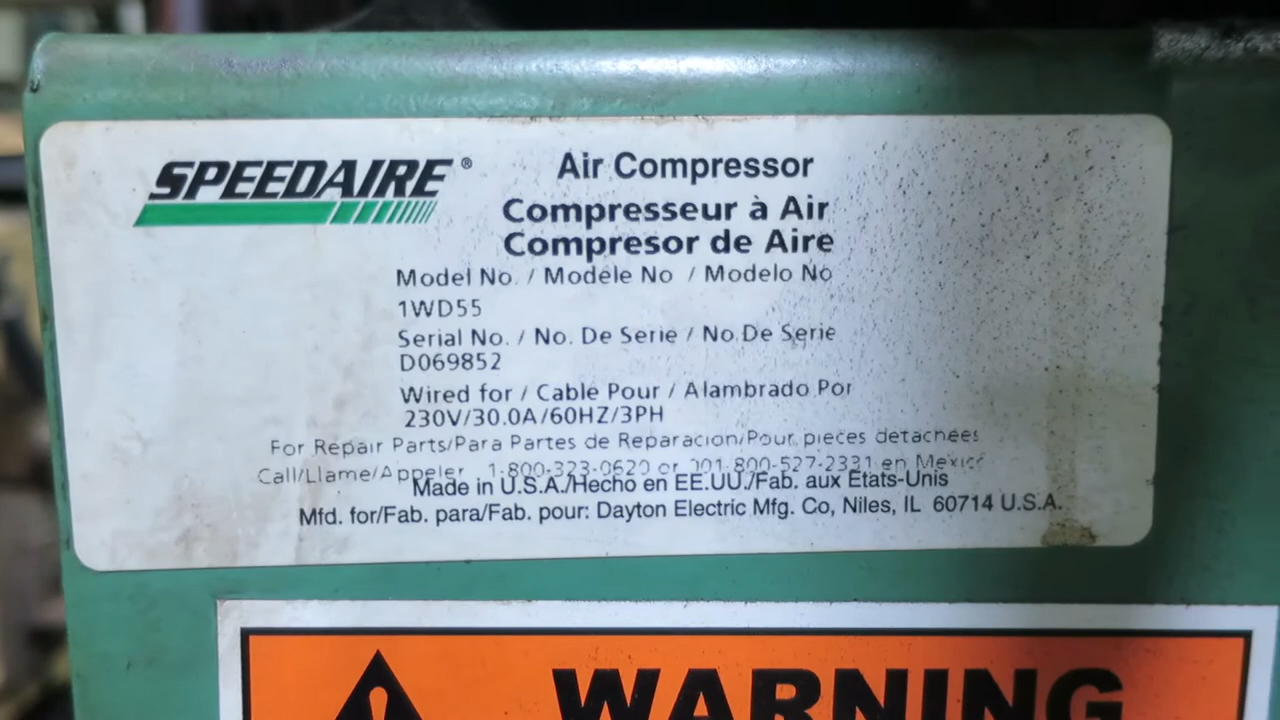 SPEEDAIRE®
Air Compressor
Compresseur à Air
Compresor de Aire
Model No. / Modéle No / Modelo No
1WD55
Serial No. / No. De Serie / No. De Serie
D069852
Wired for / Cable Pour / Alambrado Por
230V/30.0A/60HZ/3PH
For Repair Parts/Para Partes de Reparacion/Pour pieces detachees
Call/Llame/Appeler 1-800-323-0620 or 001-800-527-2331 en Mexico
Made in U.S.A./Hecho en EE.UU./Fab. aux Etats-Unis
Mfd. for/Fab. para/Fab. pour: Dayton Electric Mfg. Co, Niles, IL 60714 U.S.A.
WARNING